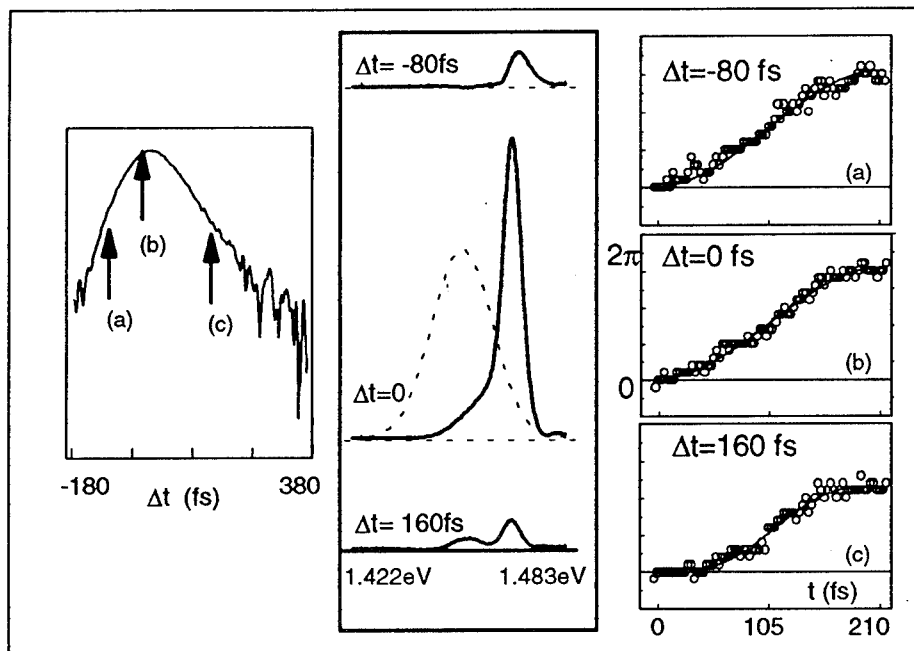 (a)
(b)
(c)
-180
380
Δt (fs)
Δt= -80fs
Δt=0
Δt= 160fs
1.422eV
1.483eV
Δt=-80 fs
(a)
2π
Δt=0 fs
0
(b)
Δt=160 fs
(c)
t (fs)
0
105
210